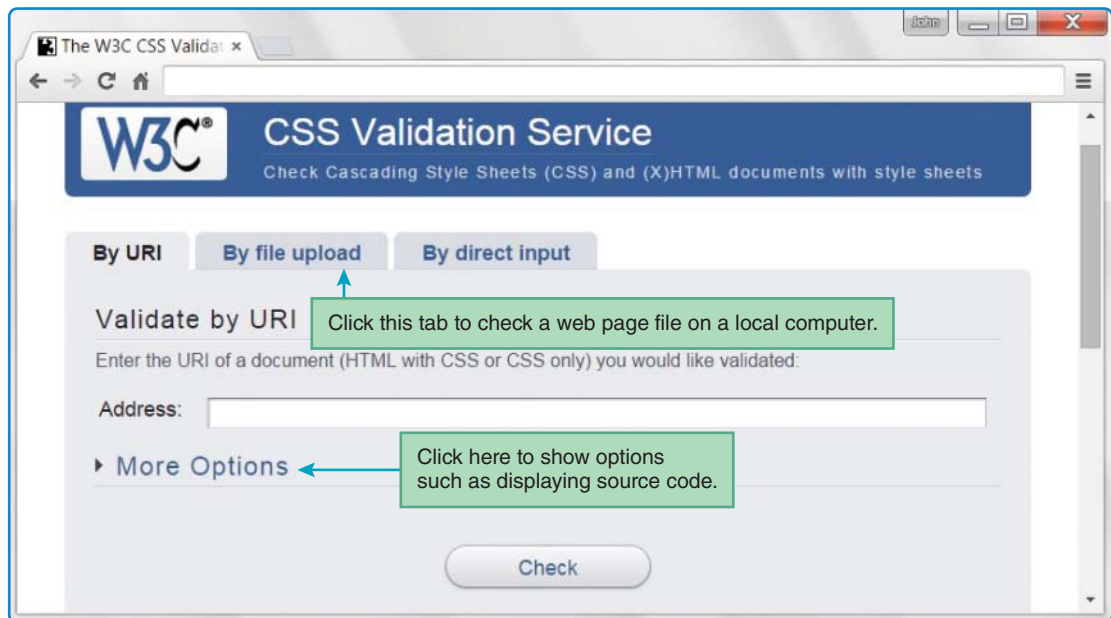 John
The W3C CSS Validat
W3C®
CSS Validation Service
Check Cascading Style Sheets (CSS) and (X)HTML documents with style sheets
By URI
By file upload
By direct input
Validate by URI
Click this tab to check a web page file on a local computer.
Enter the URI of a document (HTML with CSS or CSS only) you would like validated:
Address:
More Options
Click here to show options
such as displaying source code.
Check